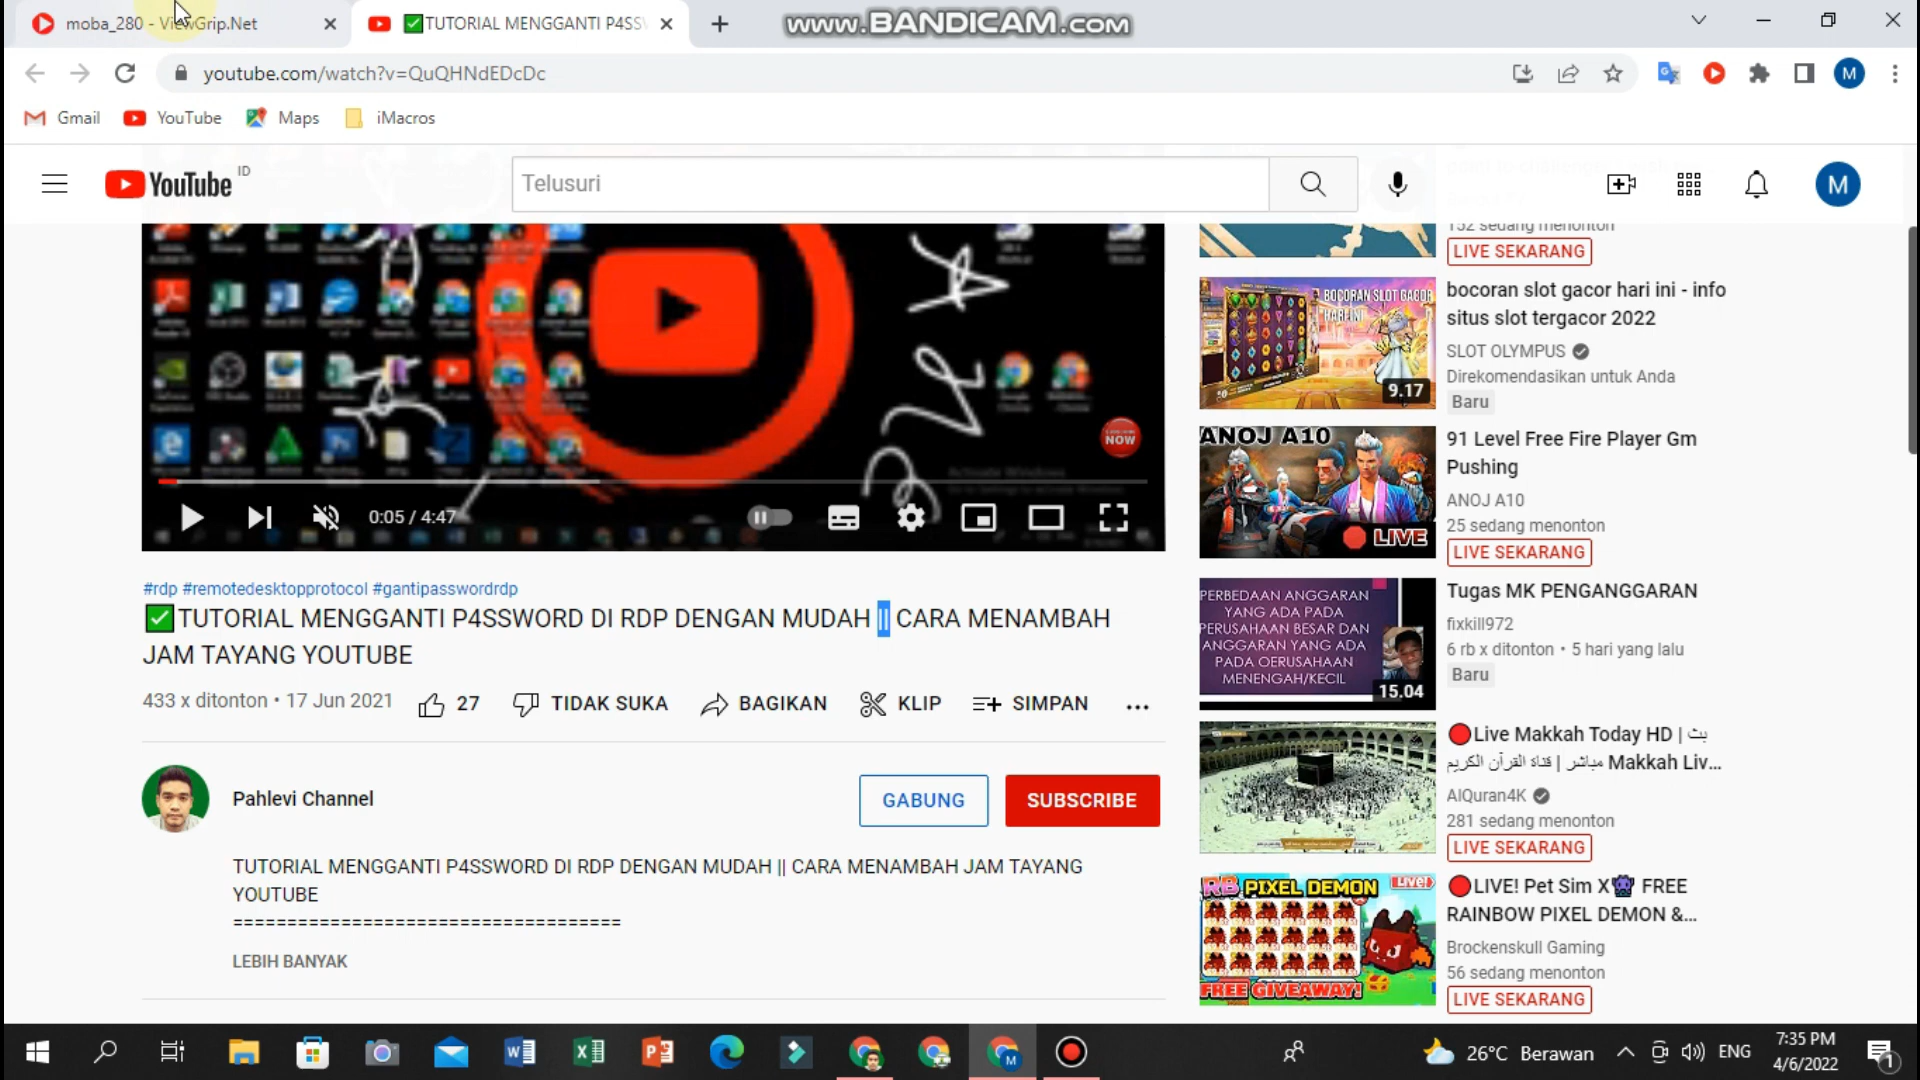 moba_280 - ViewGrip.Net
✅TUTORIAL MENGGANTI P4SS
www.BANDICAM.com
youtube.com/watch?v=QuQHNdEDcDc
M
Gmail
YouTube
Maps
iMacros
YouTube ID
Telusuri
M
152 sedang menonton
LIVE SEKARANG
BOCORAN SLOT GACOR
HARI INI
9.17
bocoran slot gacor hari ini - info
situs slot tergacor 2022
SLOT OLYMPUS
Direkomendasikan untuk Anda
Baru
ANOJ A10
LIVE
91 Level Free Fire Player Gm
Pushing
ANOJ A10
25 sedang menonton
LIVE SEKARANG
NOW
0:05 / 4:47
#rdp #remotedesktopprotocol #gantipasswordrdp
✅TUTORIAL MENGGANTI P4SSWORD DI RDP DENGAN MUDAH || CARA MENAMBAH
JAM TAYANG YOUTUBE
433 x ditonton • 17 Jun 2021
27
TIDAK SUKA
BAGIKAN
KLIP
SIMPAN
...
Pahlevi Channel
GABUNG
SUBSCRIBE
TUTORIAL MENGGANTI P4SSWORD DI RDP DENGAN MUDAH || CARA MENAMBAH JAM TAYANG
YOUTUBE
===================================
LEBIH BANYAK
PERBEDAAN ANGGARAN
YANG ADA PADA
PERUSAHAAN BESAR DAN
ANGGARAN YANG ADA
PADA OERUSAHAAN
MENENGAH/KECIL
15.04
Tugas MK PENGANGGARAN
fixkill972
6 rb x ditonton • 5 hari yang lalu
Baru
🔴Live Makkah Today HD | بث
مباشر | قناة القرآن الكريم Makkah Liv...
AlQuran4K
281 sedang menonton
LIVE SEKARANG
RB PIXEL DEMON LIVE!
FREE GIVEAWAY!
🔴LIVE! Pet Sim X FREE
RAINBOW PIXEL DEMON &...
Brockenskull Gaming
56 sedang menonton
LIVE SEKARANG
26°C Berawan
ENG
7:35 PM
4/6/2022
1